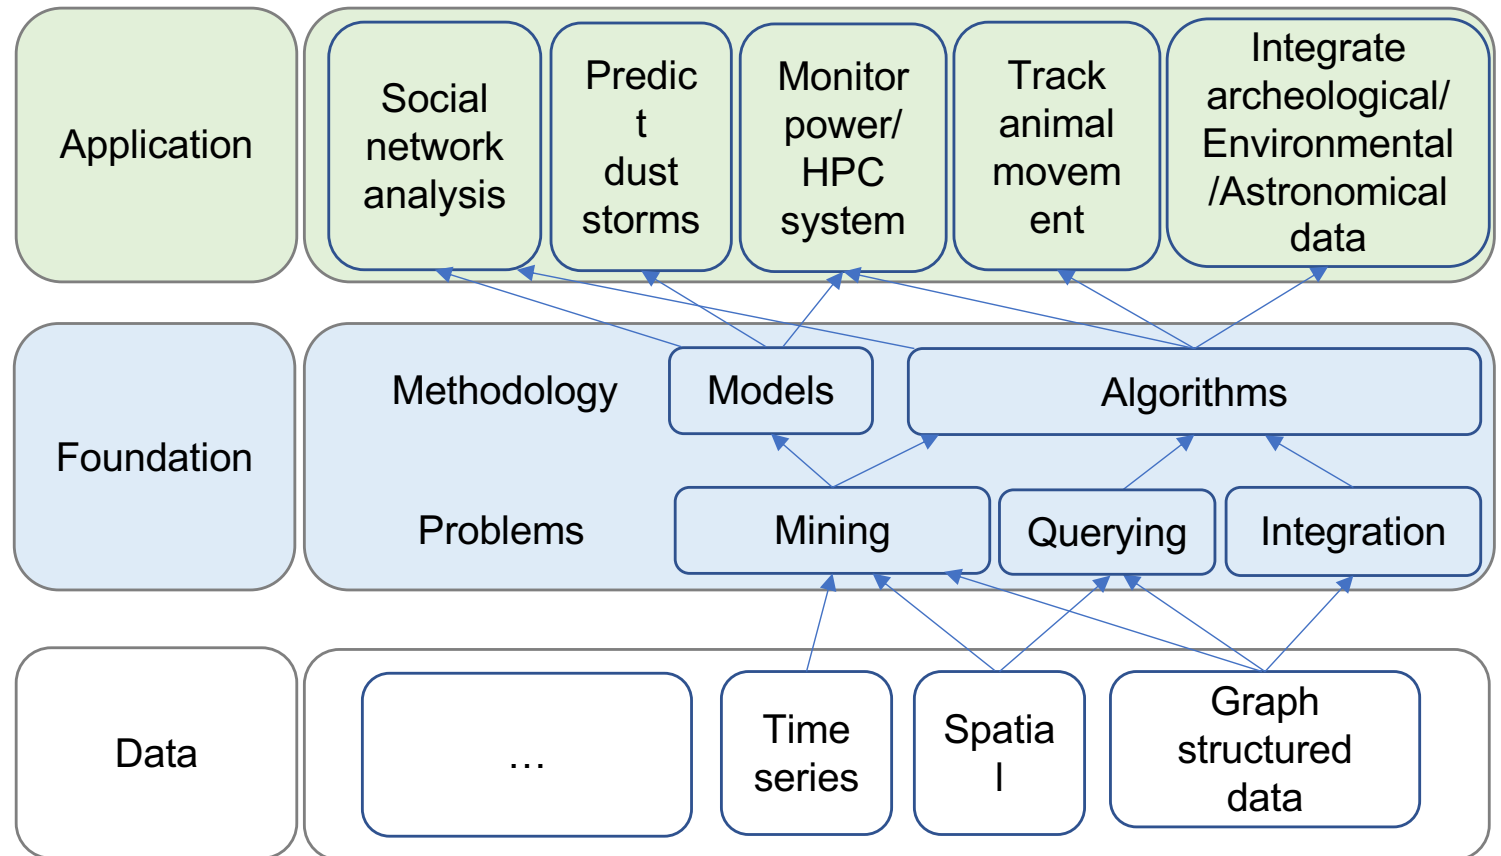 Application
Social
network
analysis
Predic
t
dust
storms
Monitor
power/
HPC
system
Track
animal
movem
ent
Integrate
archeological/
Environmental
/Astronomical
data
Foundation
Methodology
Models
Algorithms
Problems
Mining
Querying
Integration
Data
...
Time
series
Spatia
l
Graph
structured
data